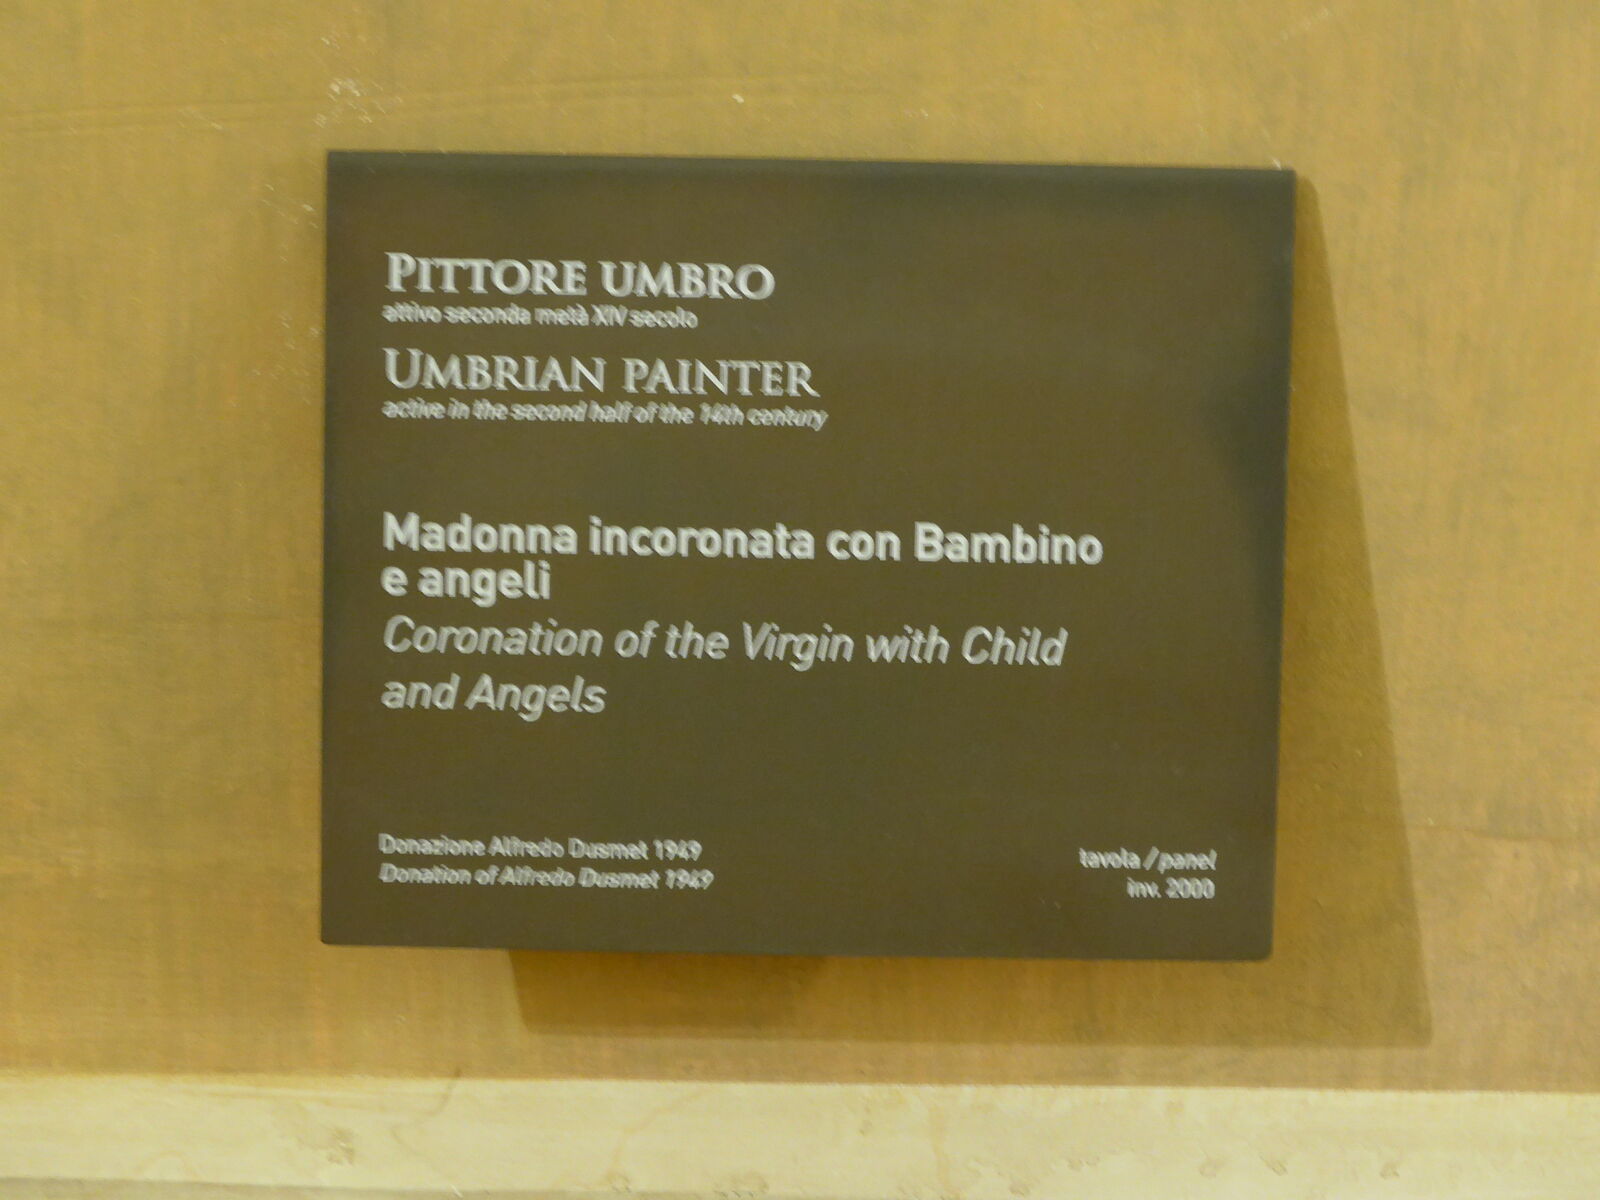 PITTORE UMBRO
attivo seconda metà XIV secolo
UMBRIAN PAINTER
active in the second half of the 14th century
Madonna incoronata con Bambino
e angeli
Coronation of the Virgin with Child
and Angels
Donazione Alfredo Dusmet 1949
Donation of Alfredo Dusmet 1949
tavola / panel
inv. 2000